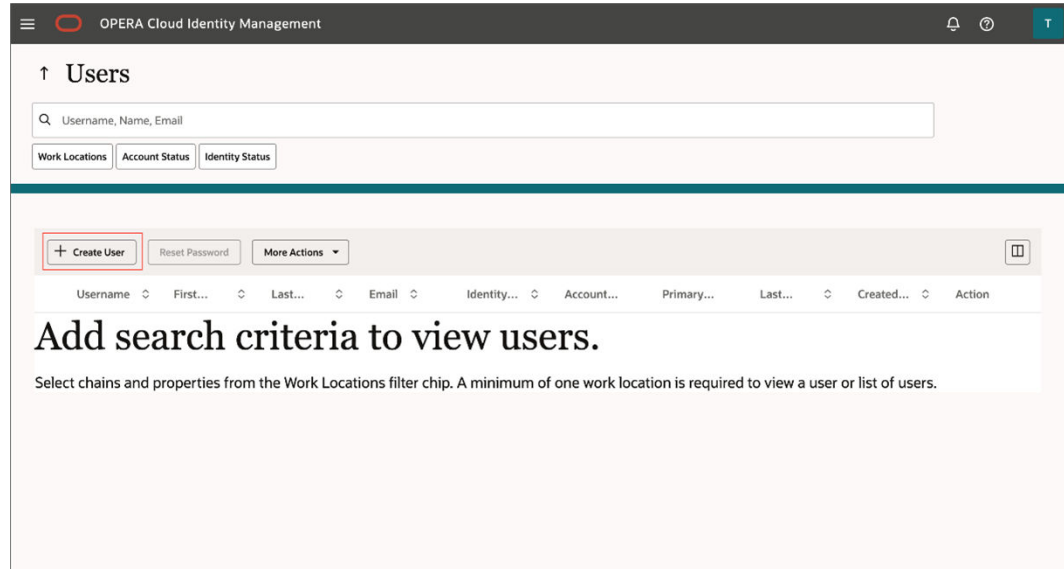 OPERA Cloud Identity Management
T
Users
Username, Name, Email
Work Locations Account Status Identity Status
Create User Reset Password More Actions
Username First... Last... Email Identity... Account... Primary... Last... Created... Action
Add search criteria to view users.
Select chains and properties from the Work Locations filter chip. A minimum of one work location is required to view a user or list of users.